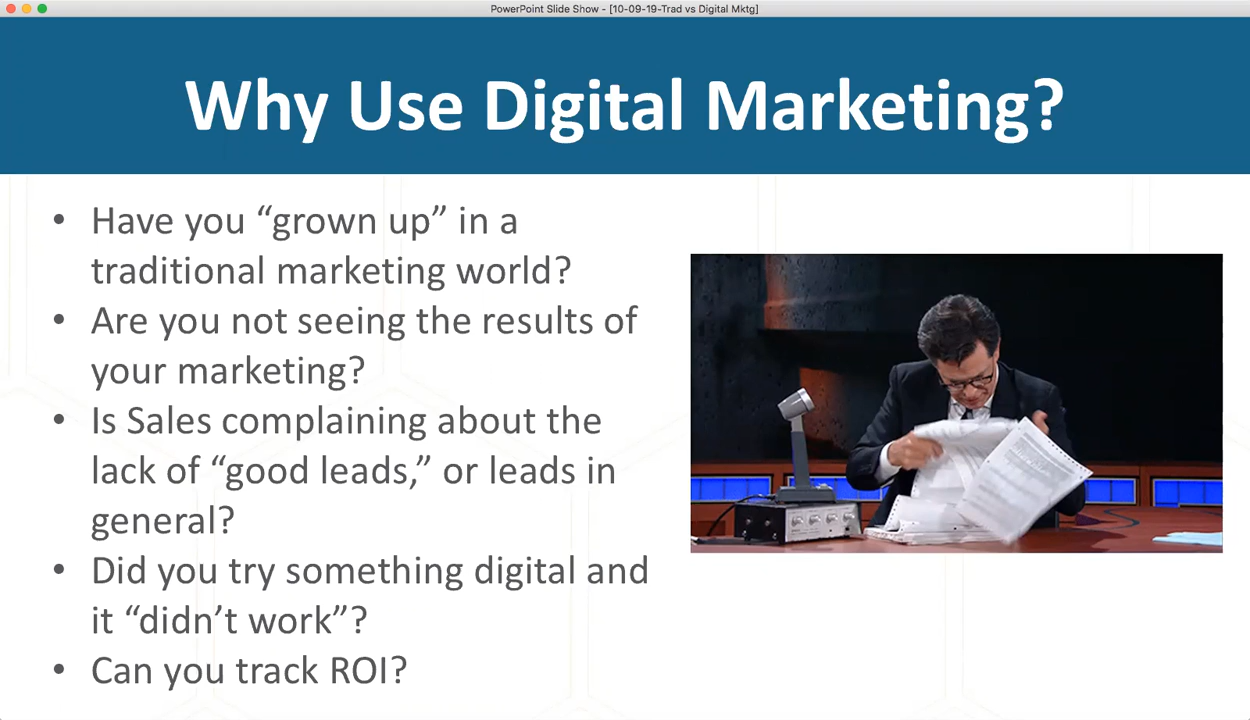 PowerPoint Slide Show - [10-09-19-Trad vs Digital Mktg]
Why Use Digital Marketing?
• Have you “grown up” in a
traditional marketing world?
• Are you not seeing the results of
your marketing?
• Is Sales complaining about the
lack of “good leads,” or leads in
general?
• Did you try something digital and
it “didn’t work”?
• Can you track ROI?